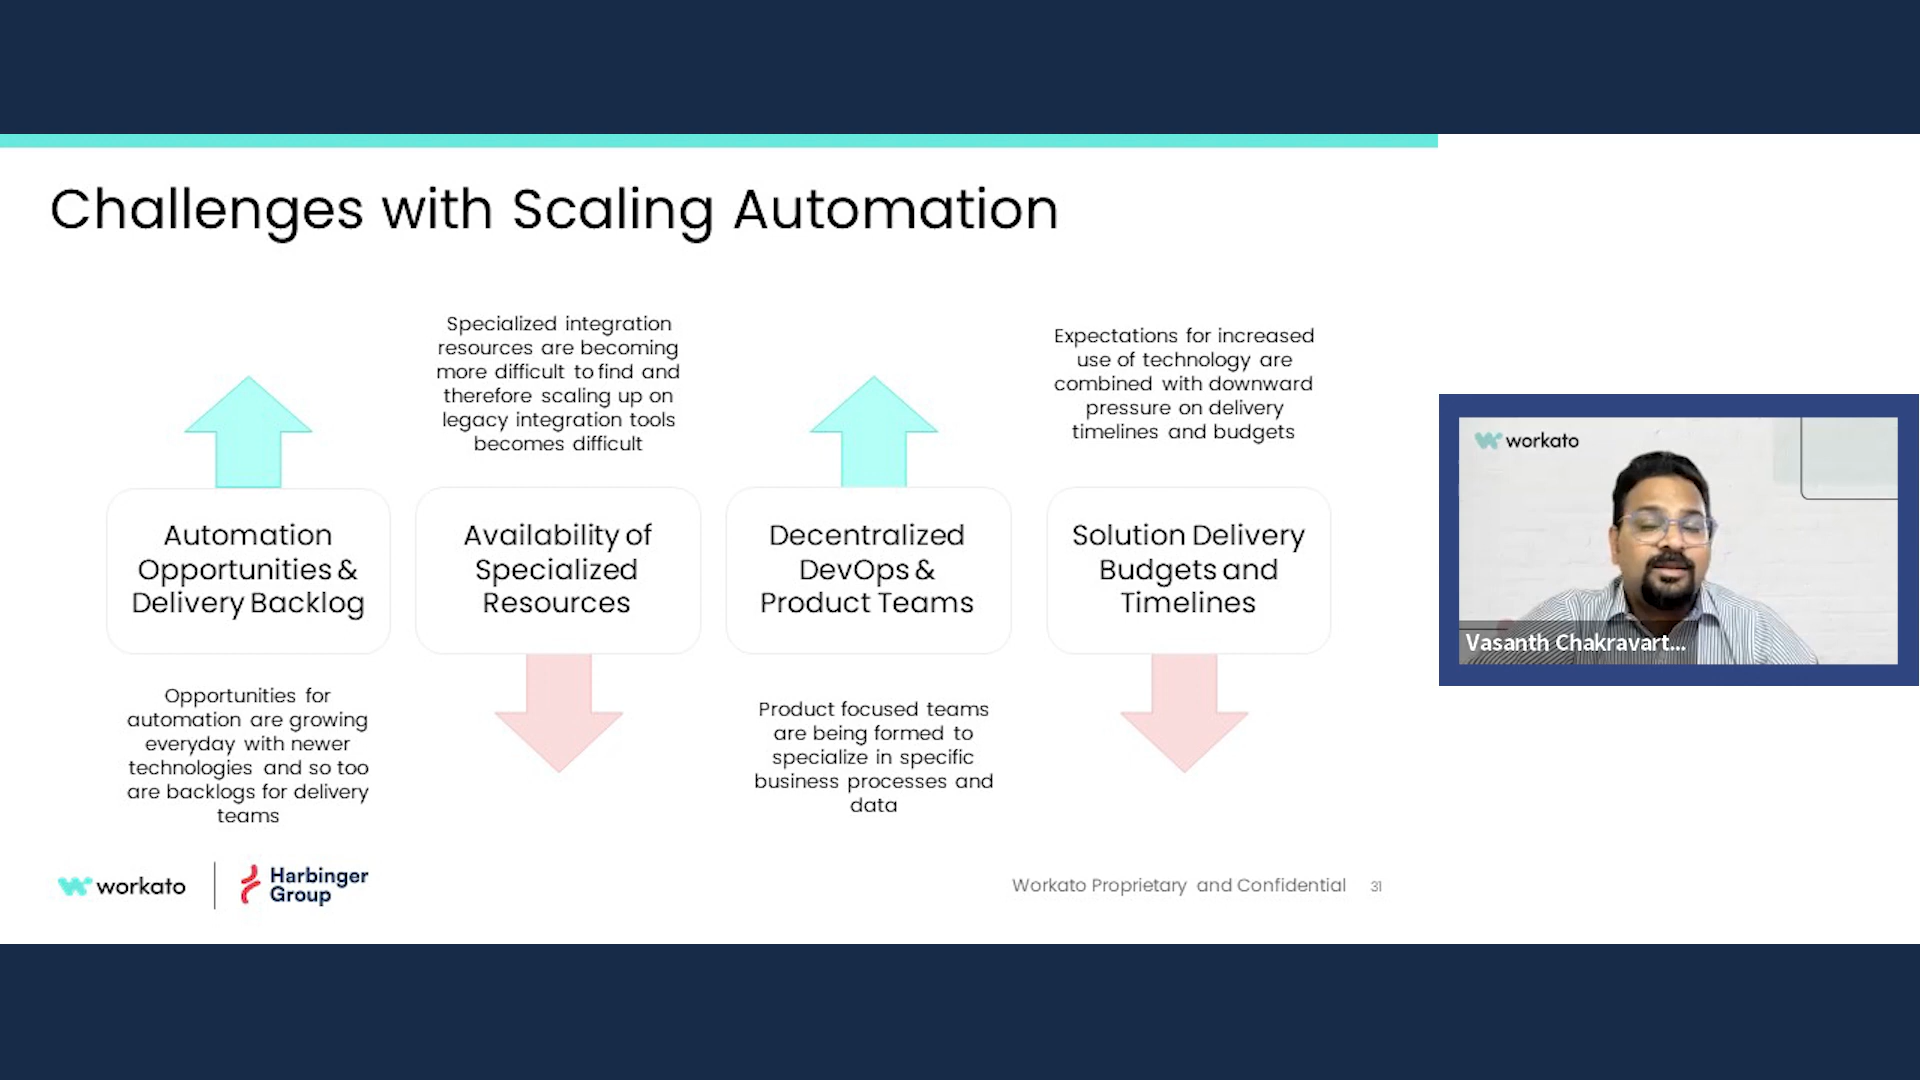 Challenges with Scaling Automation
Specialized integration
resources are becoming
more difficult to find and
therefore scaling up on
legacy integration tools
becomes difficult
Expectations for increased
use of technology are
combined with downward
pressure on delivery
timelines and budgets
Automation
Opportunities &
Delivery Backlog
Availability of
Specialized
Resources
Decentralized
DevOps &
Product Teams
Solution Delivery
Budgets and
Timelines
Opportunities for
automation are growing
everyday with newer
technologies and so too
are backlogs for delivery
teams
Product focused teams
are being formed to
specialize in specific
business processes and
data
workato
Harbinger
Group
Workato Proprietary and Confidential 31
workato
Vasanth Chakravart...